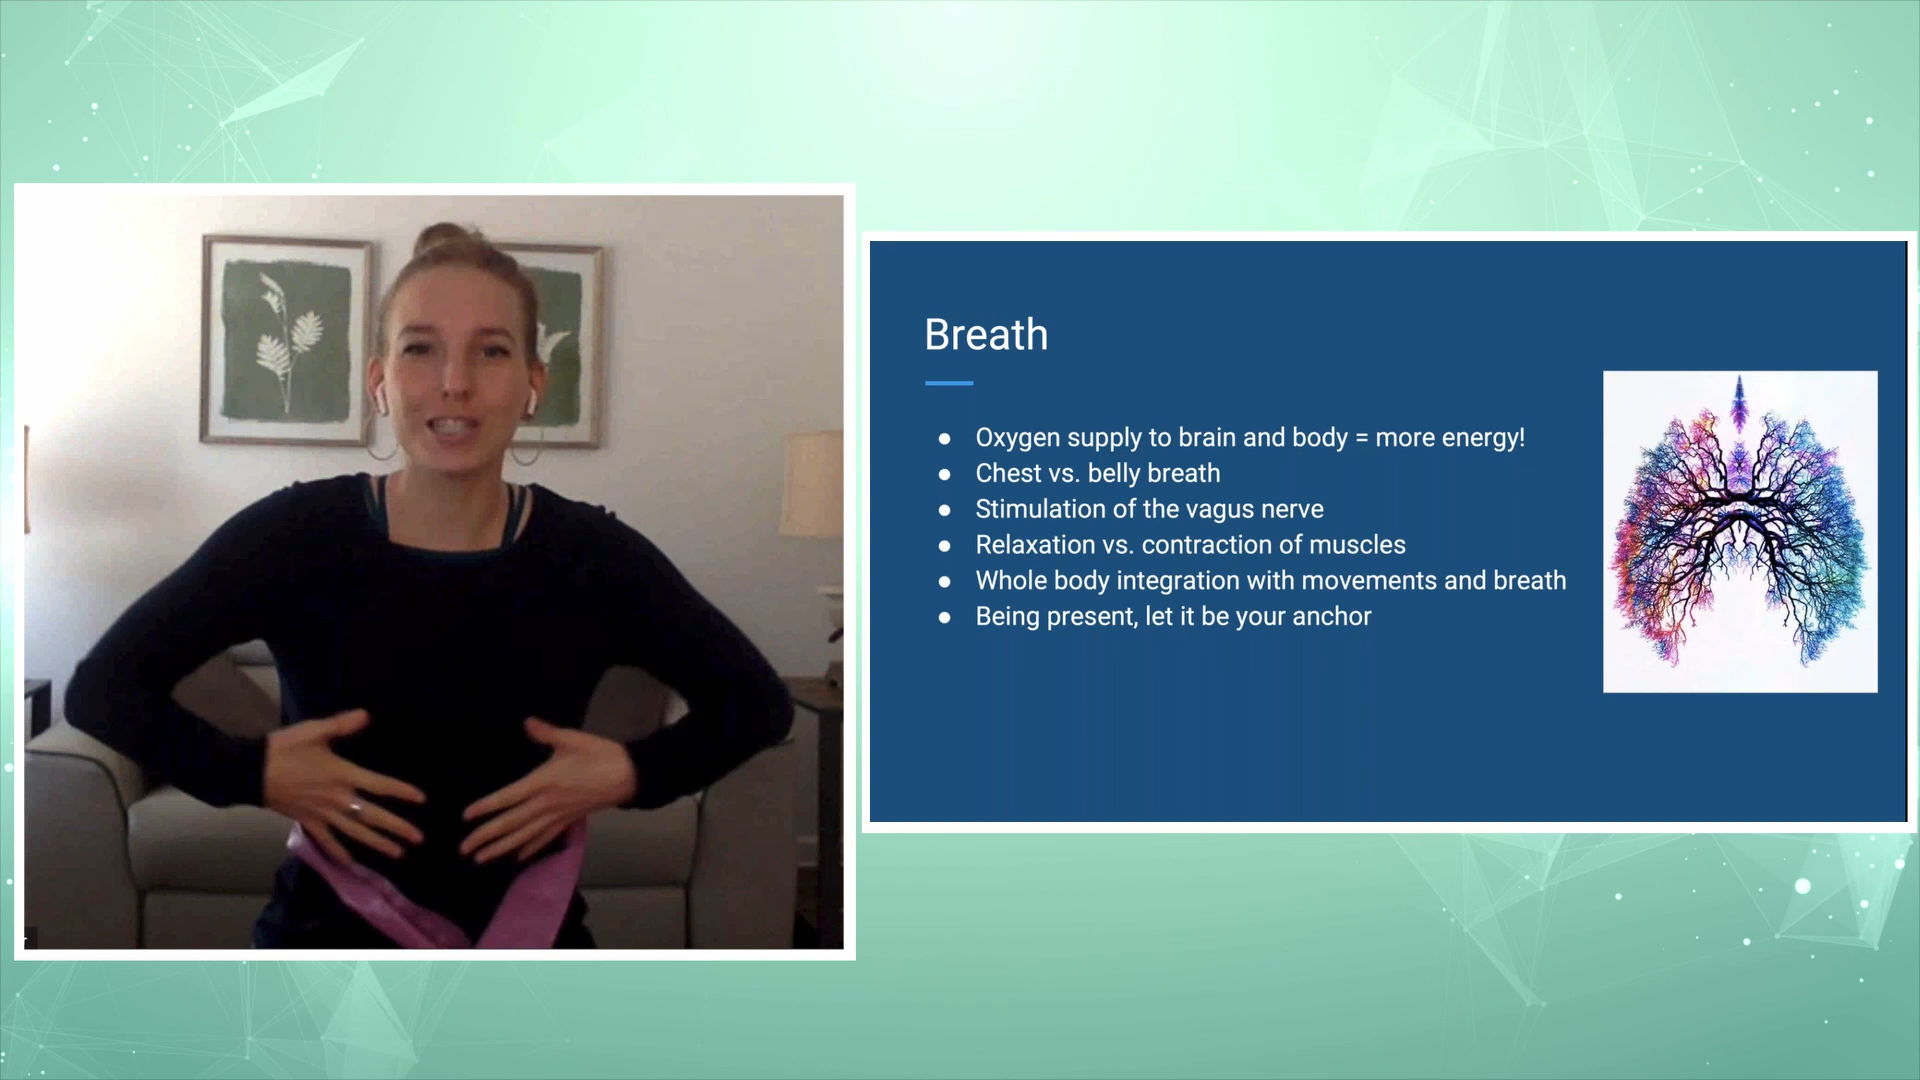 Breath
● Oxygen supply to brain and body = more energy!
● Chest vs. belly breath
● Stimulation of the vagus nerve
● Relaxation vs. contraction of muscles
● Whole body integration with movements and breath
● Being present, let it be your anchor